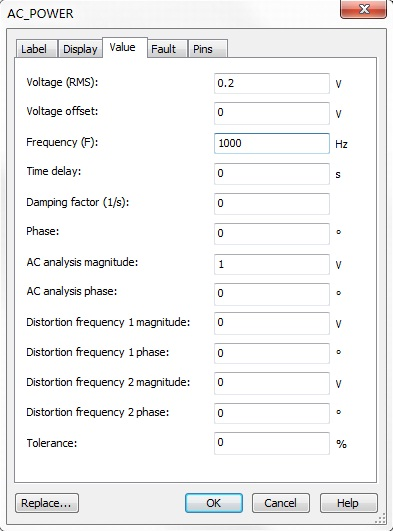 AC_POWER
Label Display Value Fault Pins
Voltage (RMS): 0.2 V
Voltage offset: 0 V
Frequency (F): 1000 Hz
Time delay: 0 s
Damping factor (1/s): 0
Phase: 0 °
AC analysis magnitude: 1 V
AC analysis phase: 0 °
Distortion frequency 1 magnitude: 0 V
Distortion frequency 1 phase: 0 °
Distortion frequency 2 magnitude: 0 V
Distortion frequency 2 phase: 0 °
Tolerance: 0 %
Replace... OK Cancel Help